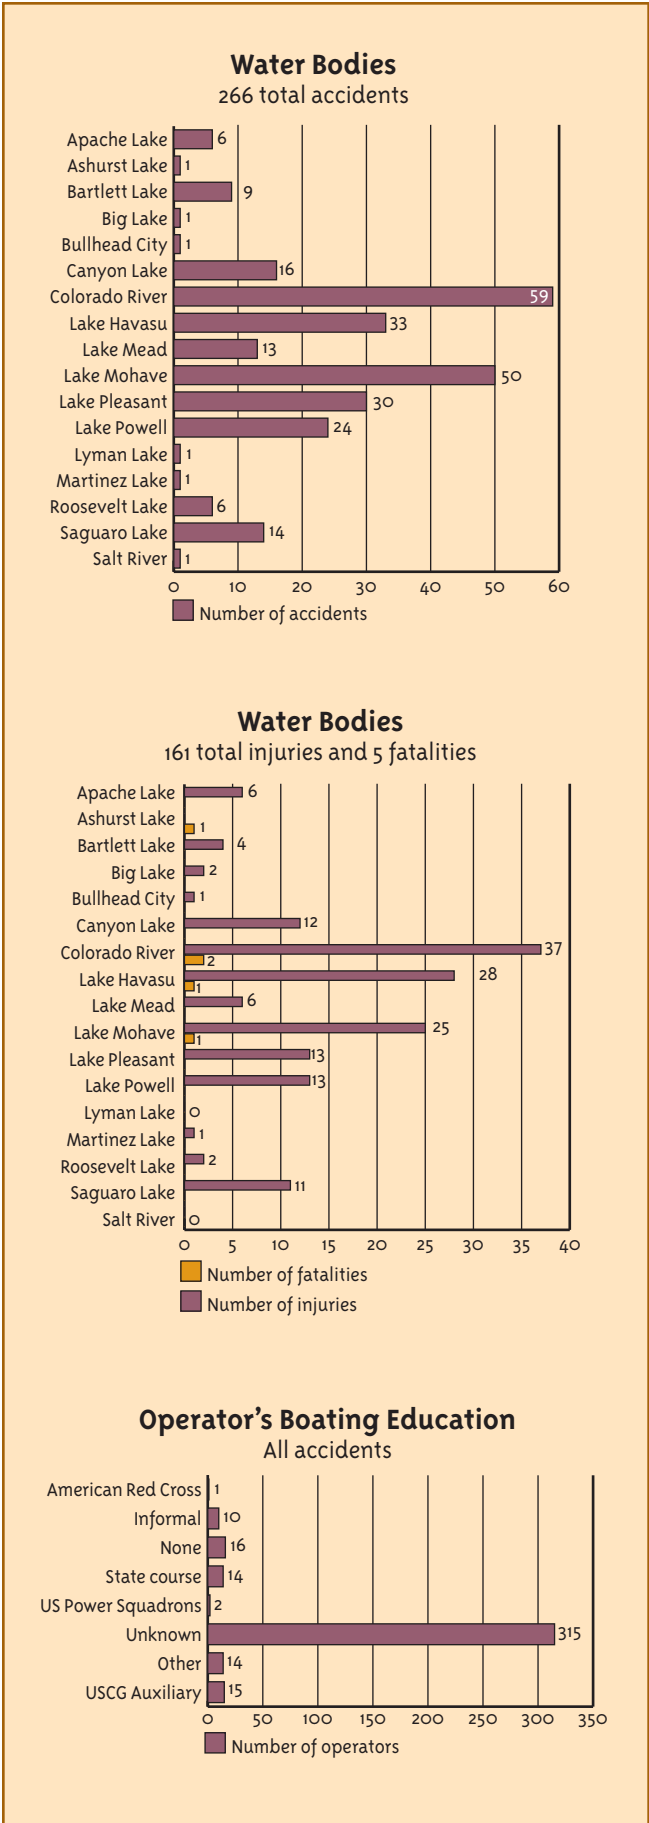 Water Bodies
266 total accidents
Apache Lake 6
Ashurst Lake 1
Bartlett Lake 9
Big Lake 1
Bullhead City 1
Canyon Lake 16
Colorado River 59
Lake Havasu 33
Lake Mead 13
Lake Mohave 50
Lake Pleasant 30
Lake Powell 24
Lyman Lake 1
Martinez Lake 1
Roosevelt Lake 6
Saguaro Lake 14
Salt River 1
0 10 20 30 40 50 60
Number of accidents
Water Bodies
161 total injuries and 5 fatalities
Apache Lake 6
Ashurst Lake 1
Bartlett Lake 4
Big Lake 2
Bullhead City 1
Canyon Lake 12
Colorado River 37
2
Lake Havasu 28
1
Lake Mead 6
Lake Mohave 25
1
Lake Pleasant 13
Lake Powell 13
Lyman Lake 0
Martinez Lake 1
Roosevelt Lake 2
Saguaro Lake 11
Salt River 0
0 5 10 15 20 25 30 35 40
Number of fatalities
Number of injuries
Operator's Boating Education
All accidents
American Red Cross 1
Informal 10
None 16
State course 14
US Power Squadrons 2
Unknown 315
Other 14
USCG Auxiliary 15
0 50 100 150 200 250 300 350
Number of operators